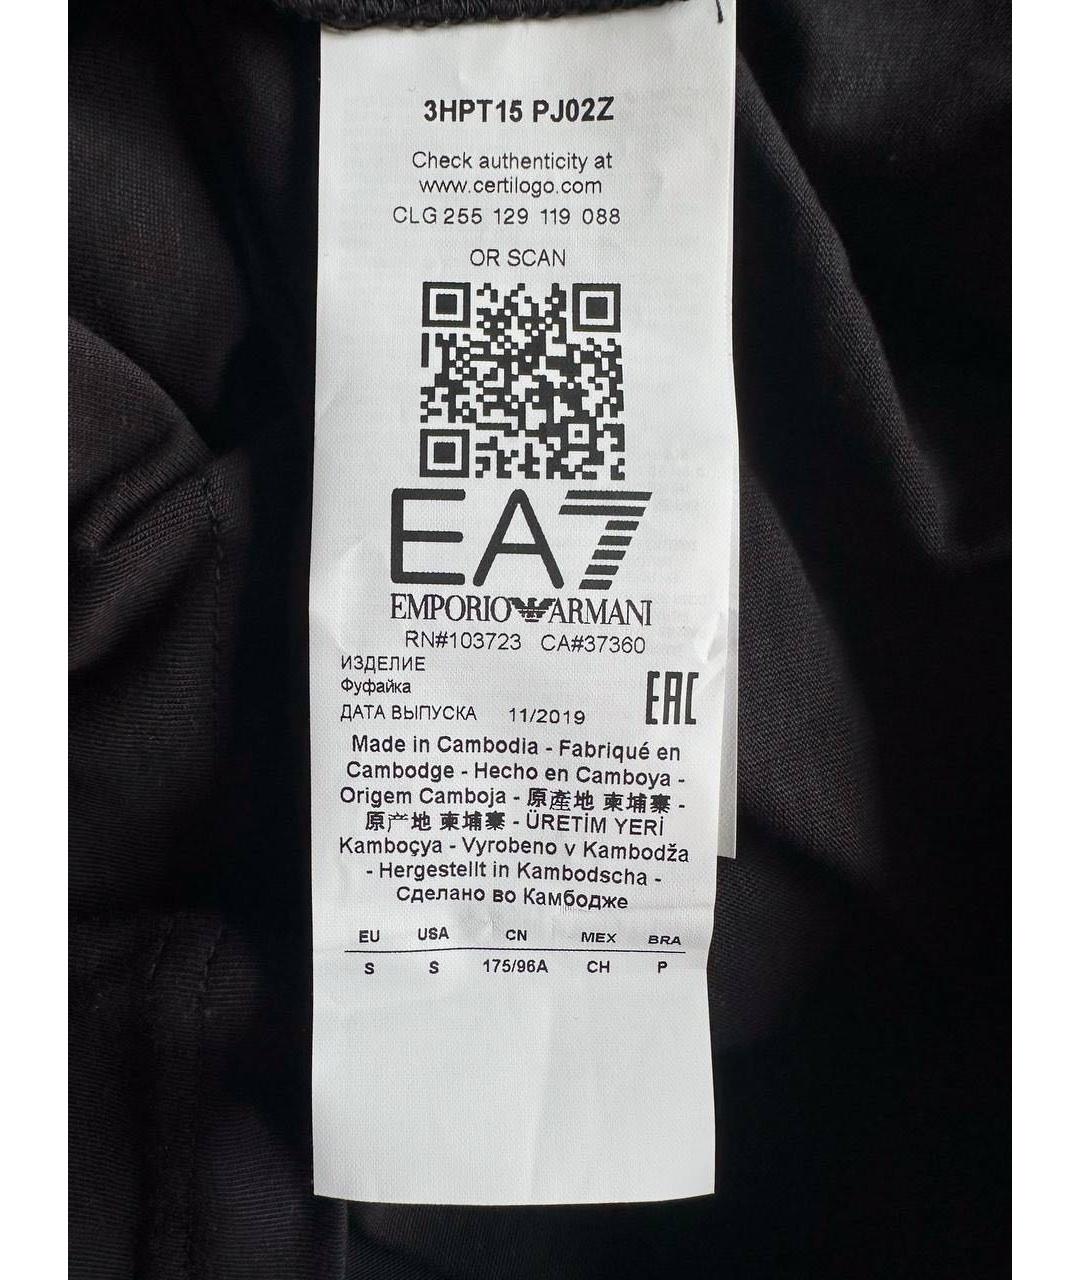 3HPT15 PJ02Z
Check authenticity at
www.certilogo.com
CLG 255 129 119 088
OR SCAN
EA7
EMPORIO ARMANI
RN#103723 CA#37360
ИЗДЕЛИЕ
Фуфайка
ДАТА ВЫПУСКА 11/2019
EAC
Made in Cambodia - Fabriqué en
Cambodge - Hecho en Camboya -
Origem Camboja - 原產地 柬埔寨 -
原产地 柬埔寨 - ÜRETİM YERİ
Kamboçya - Vyrobeno v Kambodža
- Hergestellt in Kambodscha -
Сделано во Камбодже
EU USA CN MEX BRA
S S 175/96A CH P